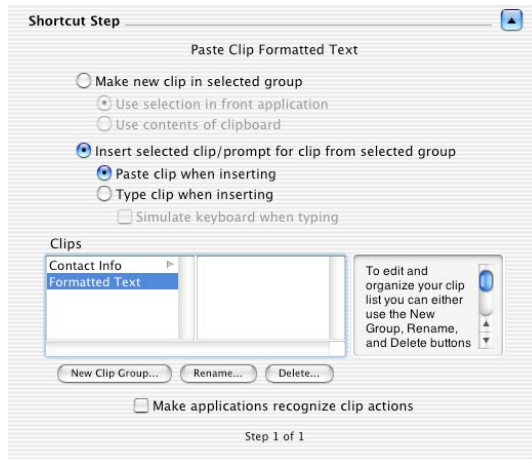 Shortcut Step
Paste Clip Formatted Text
Make new clip in selected group
Use selection in front application
Use contents of clipboard
Insert selected clip/prompt for clip from selected group
Paste clip when inserting
Type clip when inserting
Simulate keyboard when typing
Clips
Contact Info
Formatted Text
To edit and
organize your clip
list you can either
use the New
Group, Rename,
and Delete buttons
New Clip Group... Rename... Delete...
Make applications recognize clip actions
Step 1 of 1